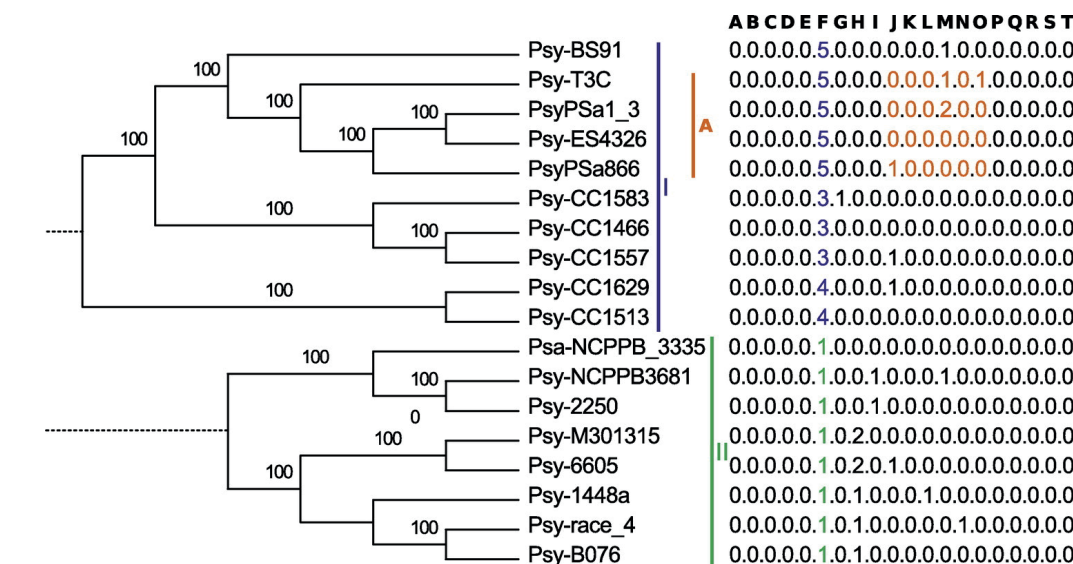 A B C D E F G H I J K L M N O P Q R S T
Psy-BS91 0.0.0.0.0.5.0.0.0.0.0.0.1.0.0.0.0.0.0.0
100
Psy-T3C 0.0.0.0.0.5.0.0.0.0.0.0.1.0.1.0.0.0.0.0
100
100 PsyPSa1_3 0.0.0.0.0.5.0.0.0.0.0.0.2.0.0.0.0.0.0.0
A
100 100 Psy-ES4326 0.0.0.0.0.5.0.0.0.0.0.0.0.0.0.0.0.0.0.0
PsyPSa866 0.0.0.0.0.5.0.0.0.1.0.0.0.0.0.0.0.0.0.0
I
Psy-CC1583 0.0.0.0.0.3.1.0.0.0.0.0.0.0.0.0.0.0.0.0
100
100 Psy-CC1466 0.0.0.0.0.3.0.0.0.0.0.0.0.0.0.0.0.0.0.0
Psy-CC1557 0.0.0.0.0.3.0.0.0.1.0.0.0.0.0.0.0.0.0.0
100 Psy-CC1629 0.0.0.0.0.4.0.0.0.1.0.0.0.0.0.0.0.0.0.0
Psy-CC1513 0.0.0.0.0.4.0.0.0.0.0.0.0.0.0.0.0.0.0.0
100 Psa-NCPPB_3335 0.0.0.0.0.1.0.0.0.0.0.0.0.0.0.0.0.0.0.0
100 Psy-NCPPB3681 0.0.0.0.0.1.0.0.1.0.0.0.1.0.0.0.0.0.0.0
Psy-2250 0.0.0.0.0.1.0.0.1.0.0.0.0.0.0.0.0.0.0.0
0
100 Psy-M301315 0.0.0.0.0.1.0.2.0.0.0.0.0.0.0.0.0.0.0.0
II
100 Psy-6605 0.0.0.0.0.1.0.2.0.1.0.0.0.0.0.0.0.0.0.0
Psy-1448a 0.0.0.0.0.1.0.1.0.0.0.1.0.0.0.0.0.0.0.0
100 Psy-race_4 0.0.0.0.0.1.0.1.0.0.0.0.0.1.0.0.0.0.0.0
Psy-B076 0.0.0.0.0.1.0.1.0.0.0.0.0.0.0.0.0.0.0.0